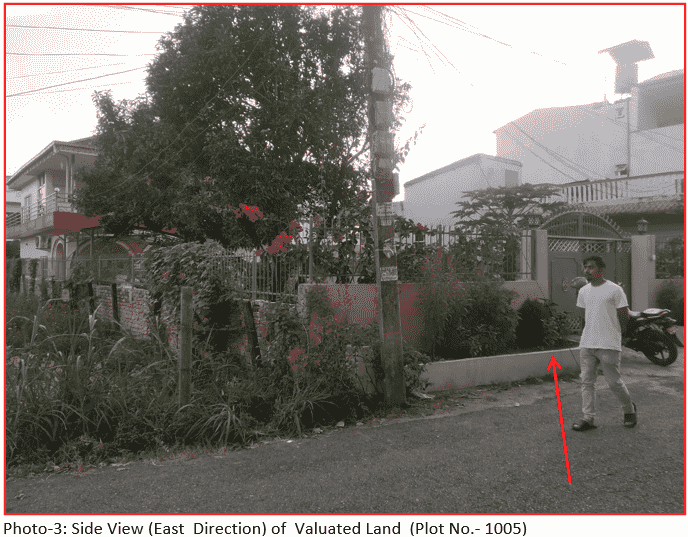 Photo-3: Side View (East Direction) of Valuated Land (Plot No.- 1005)